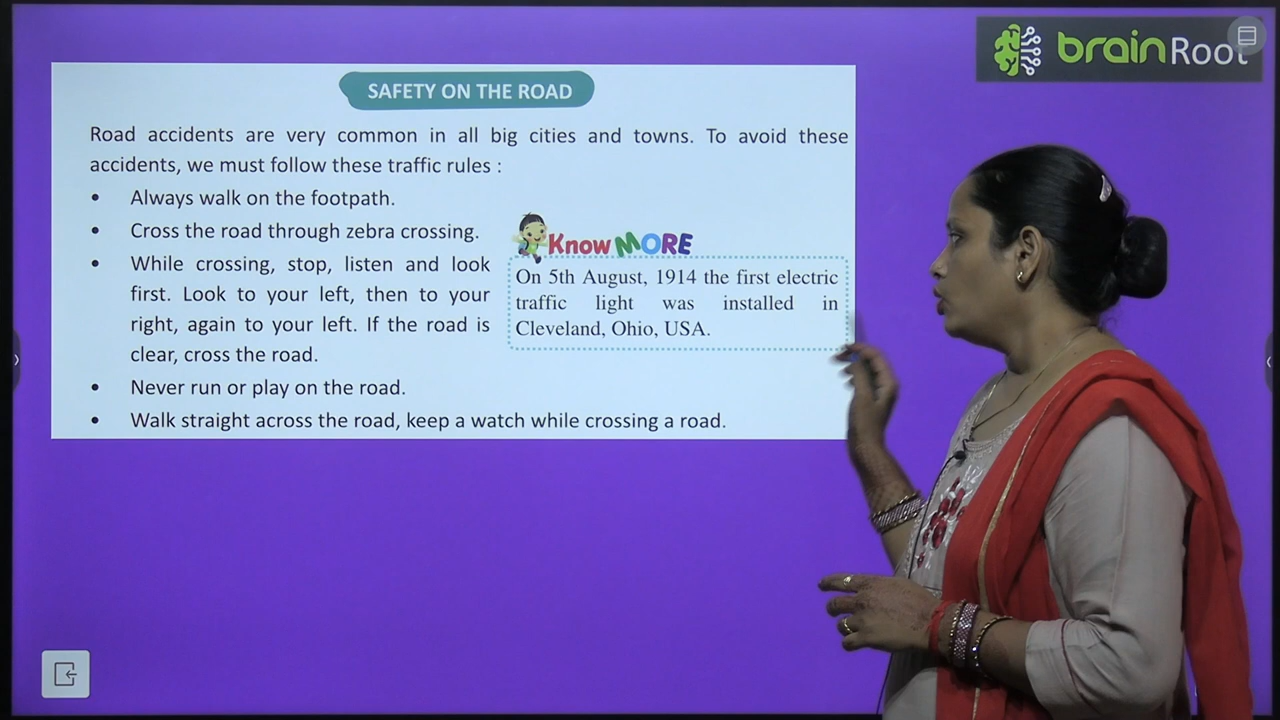 brainRoot
SAFETY ON THE ROAD
Road accidents are very common in all big cities and towns. To avoid these
accidents, we must follow these traffic rules :
• Always walk on the footpath.
• Cross the road through zebra crossing.
• While crossing, stop, listen and look
first. Look to your left, then to your
right, again to your left. If the road is
clear, cross the road.
Know MORE
On 5th August, 1914 the first electric
traffic light was installed in
Cleveland, Ohio, USA.
• Never run or play on the road.
• Walk straight across the road, keep a watch while crossing a road.